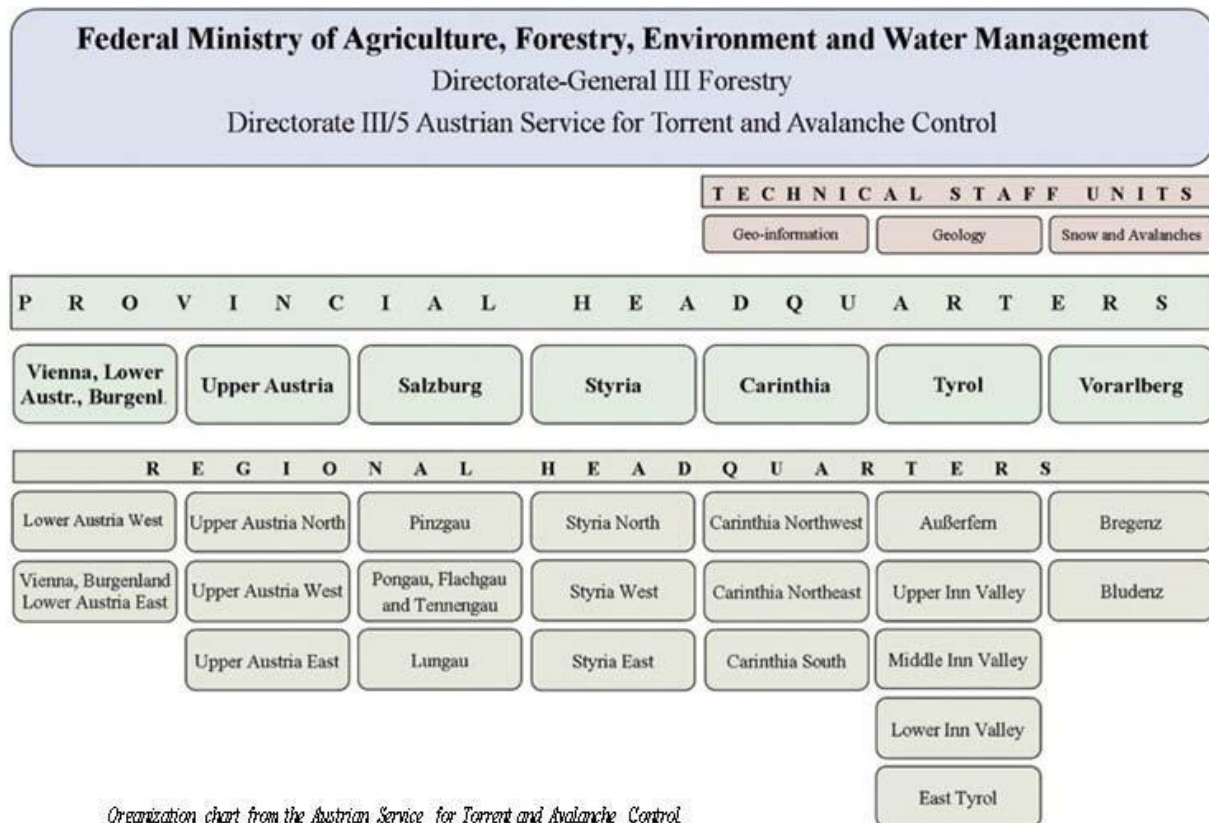 Federal Ministry of Agriculture, Forestry, Environment and Water Management
Directorate-General III Forestry
Directorate III/5 Austrian Service for Torrent and Avalanche Control
TECHNICAL STAFF UNITS
Geo-information
Geology
Snow and Avalanches
PROVINCIAL HEADQUARTERS
Vienna, Lower
Austr., Burgenl.
Upper Austria
Salzburg
Styria
Carinthia
Tyrol
Vorarlberg
REGIONAL HEADQUARTERS
Lower Austria West
Upper Austria North
Pinzgau
Styria North
Carinthia Northwest
Außerfern
Bregenz
Vienna, Burgenland
Lower Austria East
Upper Austria West
Pongau, Flachgau
and Tennengau
Styria West
Carinthia Northeast
Upper Inn Valley
Bludenz
Upper Austria East
Lungau
Styria East
Carinthia South
Middle Inn Valley
Lower Inn Valley
East Tyrol
Organization chart from the Austrian Service for Torrent and Avalanche Control